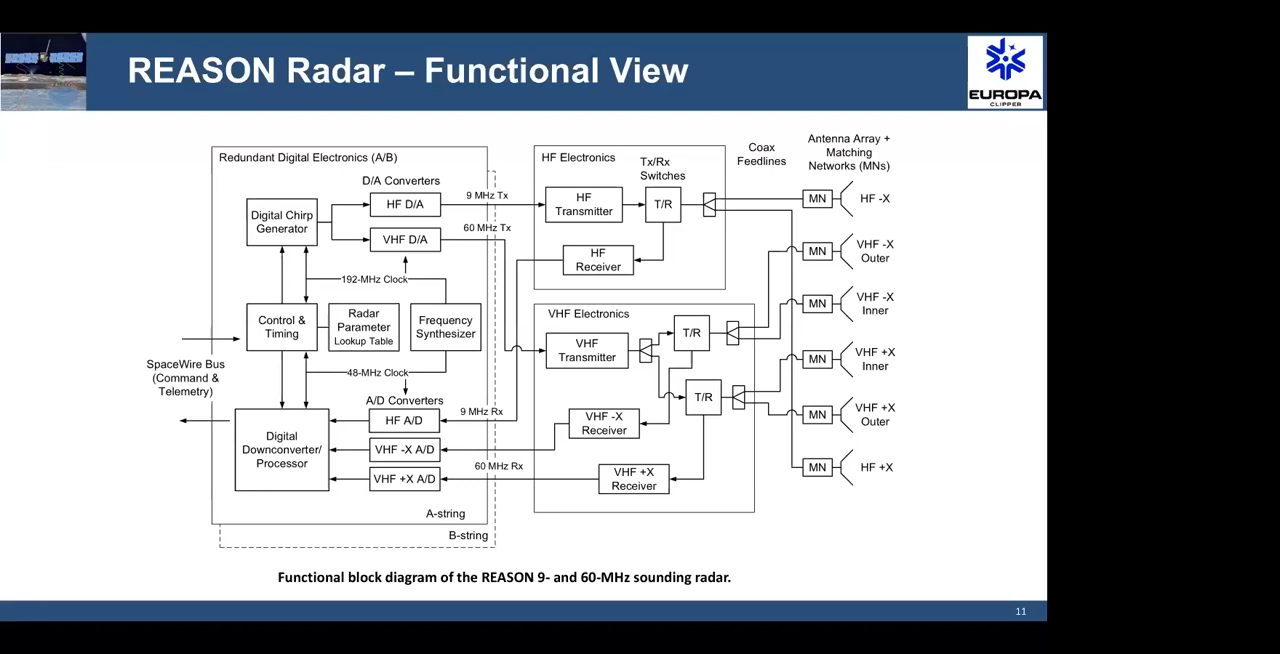 REASON Radar – Functional View
EUROPA
CLIPPER
Redundant Digital Electronics (A/B)
D/A Converters
Digital Chirp
Generator
HF D/A
VHF D/A
9 MHz Tx
60 MHz Tx
192-MHz Clock
Control &
Timing
Radar
Parameter
Lookup Table
Frequency
Synthesizer
SpaceWire Bus
(Command &
Telemetry)
48-MHz Clock
A/D Converters
HF A/D
VHF -X A/D
VHF +X A/D
9 MHz Rx
60 MHz Rx
Digital
Downconverter/
Processor
A-string
B-string
HF Electronics
Tx/Rx
Switches
HF
Transmitter
T/R
HF
Receiver
VHF Electronics
VHF
Transmitter
T/R
T/R
VHF -X
Receiver
VHF +X
Receiver
Coax
Feedlines
Antenna Array +
Matching
Networks (MNs)
MN
HF -X
MN
VHF -X
Outer
MN
VHF -X
Inner
MN
VHF +X
Inner
MN
VHF +X
Outer
MN
HF +X
Functional block diagram of the REASON 9- and 60-MHz sounding radar.
11